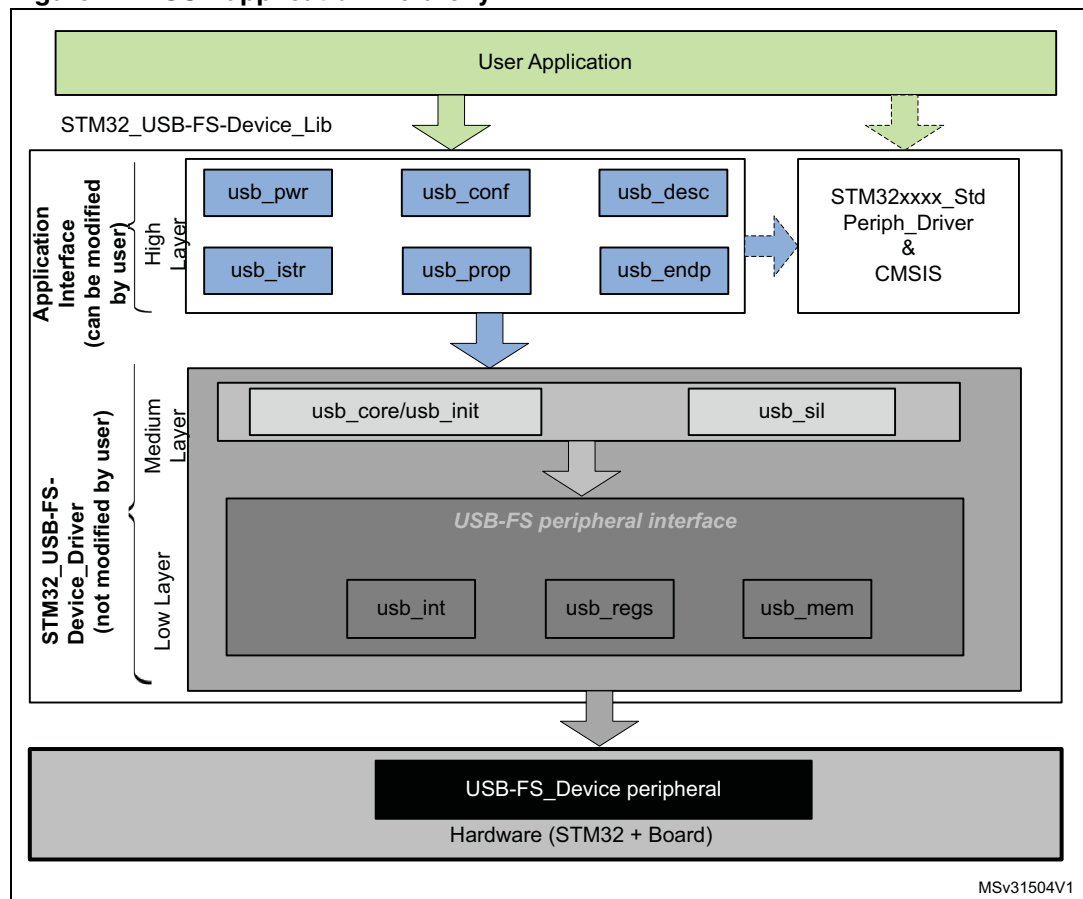 User Application
STM32_USB-FS-Device_Lib
Application
Interface
(can be modified
by user)
High
Layer
usb_pwr
usb_conf
usb_desc
usb_istr
usb_prop
usb_endp
STM32xxxx_Std
Periph_Driver
&
CMSIS
STM32_USB-FS-
Device_Driver
(not modified by user)
Medium
Layer
usb_core/usb_init
usb_sil
Low Layer
USB-FS peripheral interface
usb_int
usb_regs
usb_mem
USB-FS_Device peripheral
Hardware (STM32 + Board)
MSv31504V1